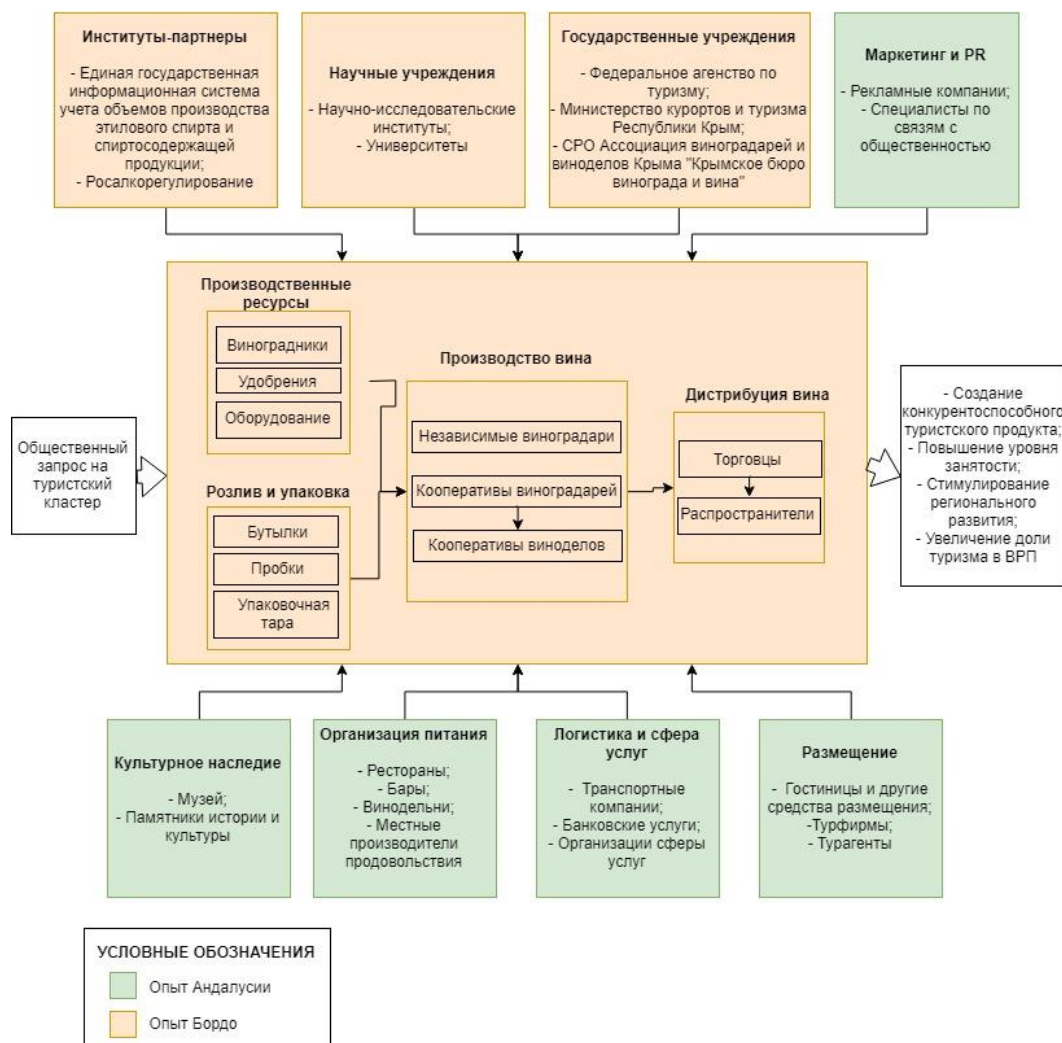 Институты-партнеры
- Единая государственная
информационная система
учета объемов производства
этилового спирта и
спиртосодержащей
продукции;
- Росалкорегулирование
Научные учреждения
- Научно-исследовательские
институты;
- Университеты
Государственные учреждения
- Федеральное агенство по
туризму;
- Министерство курортов и туризма
Республики Крым;
- СРО Ассоциация виноградарей и
виноделов Крыма "Крымское бюро
винограда и вина"
Маркетинг и PR
- Рекламные компании;
- Специалисты по
связям с
общественностью
Общественный
запрос на
туристский
кластер
Производственные
ресурсы
Виноградники
Удобрения
Оборудование
Розлив и упаковка
Бутылки
Пробки
Упаковочная
тара
Производство вина
Независимые виноградари
Кооперативы виноградарей
Кооперативы виноделов
Дистрибуция вина
Торговцы
Распространители
- Создание
конкурентоспособного
туристского продукта;
- Повышение уровня
занятости;
- Стимулирование
регионального
развития;
- Увеличение доли
туризма в ВРП
Культурное наследие
- Музей;
- Памятники истории и
культуры
Организация питания
- Рестораны;
- Бары;
- Винодельни;
- Местные
производители
продовольствия
Логистика и сфера
услуг
- Транспортные
компании;
- Банковские услуги;
- Организации сферы
услуг
Размещение
- Гостиницы и другие
средства размещения;
-Турфирмы;
- Турагенты
УСЛОВНЫЕ ОБОЗНАЧЕНИЯ
Опыт Андалусии
Опыт Бордо